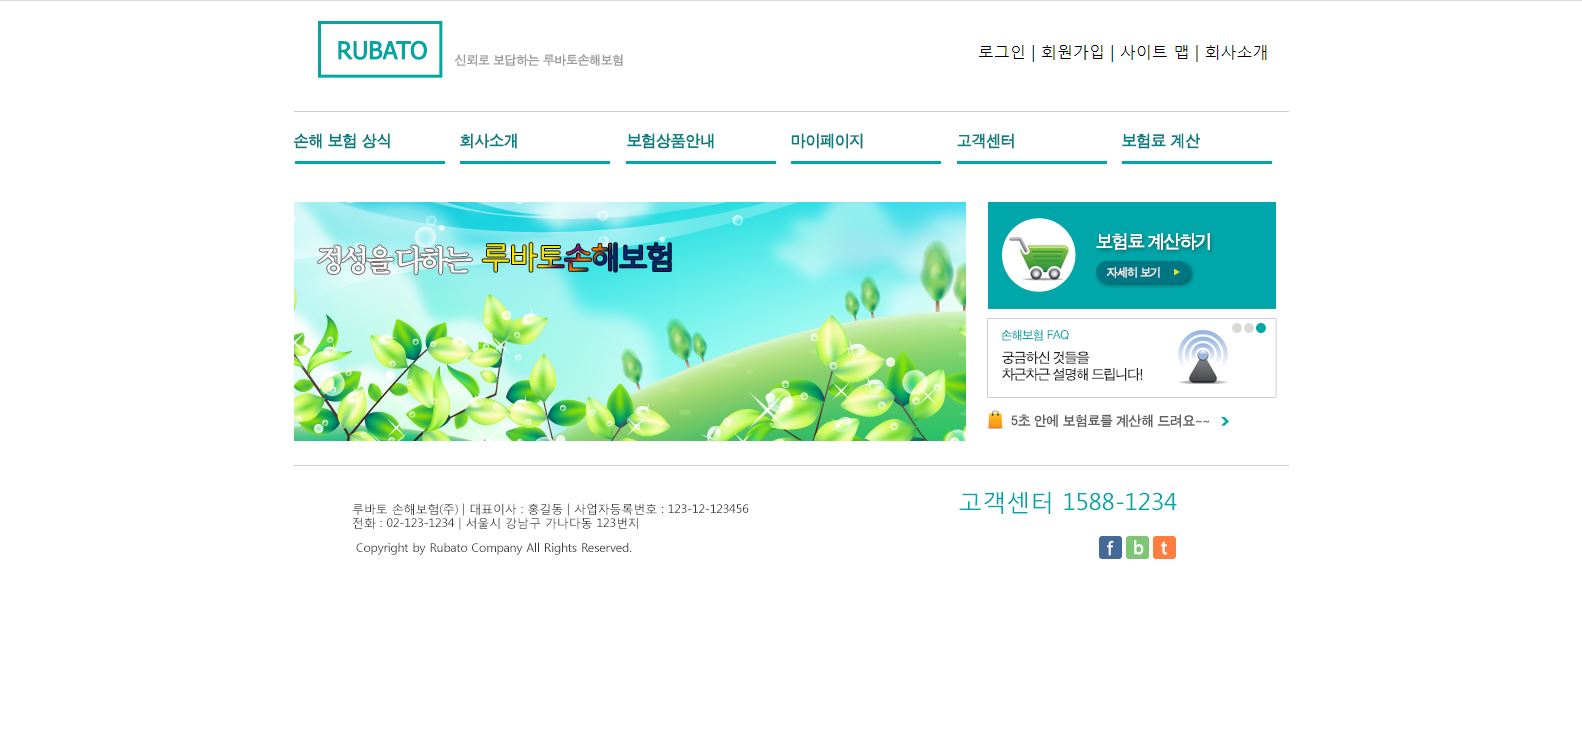 RUBATO
신뢰로 보답하는 루바토손해보험
로그인 | 회원가입 | 사이트 맵 | 회사소개
손해 보험 상식
회사소개
보험상품안내
마이페이지
고객센터
보험료 계산
정성을 다하는 루바토손해보험
보험료 계산하기
자세히 보기
손해보험 FAQ
궁금하신 것들을
차근차근 설명해 드립니다!
5초 안에 보험료를 계산해 드려요~~
루바토 손해보험(주) | 대표이사 : 홍길동 | 사업자등록번호 : 123-12-123456
전화 : 02-123-1234 | 서울시 강남구 가나다동 123번지
Copyright by Rubato Company All Rights Reserved.
고객센터 1588-1234
f b t